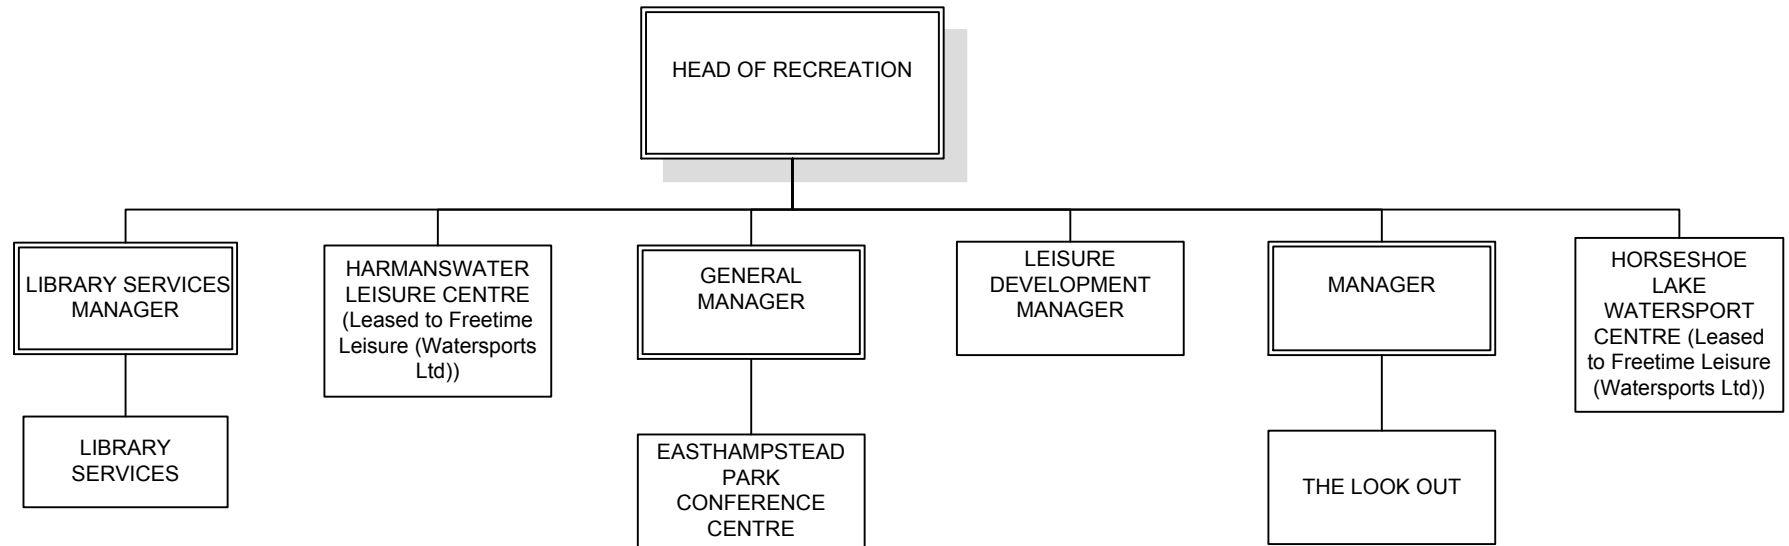 HEAD OF RECREATION
LIBRARY SERVICES
MANAGER
HARMANSWATER
LEISURE CENTRE
(Leased to Freetime
Leisure (Watersports
Ltd))
GENERAL
MANAGER
LEISURE
DEVELOPMENT
MANAGER
MANAGER
HORSESHOE
LAKE
WATERSPORT
CENTRE (Leased
to Freetime Leisure
(Watersports Ltd))
LIBRARY
SERVICES
EASTHAMPSTEAD
PARK
CONFERENCE
CENTRE
THE LOOK OUT